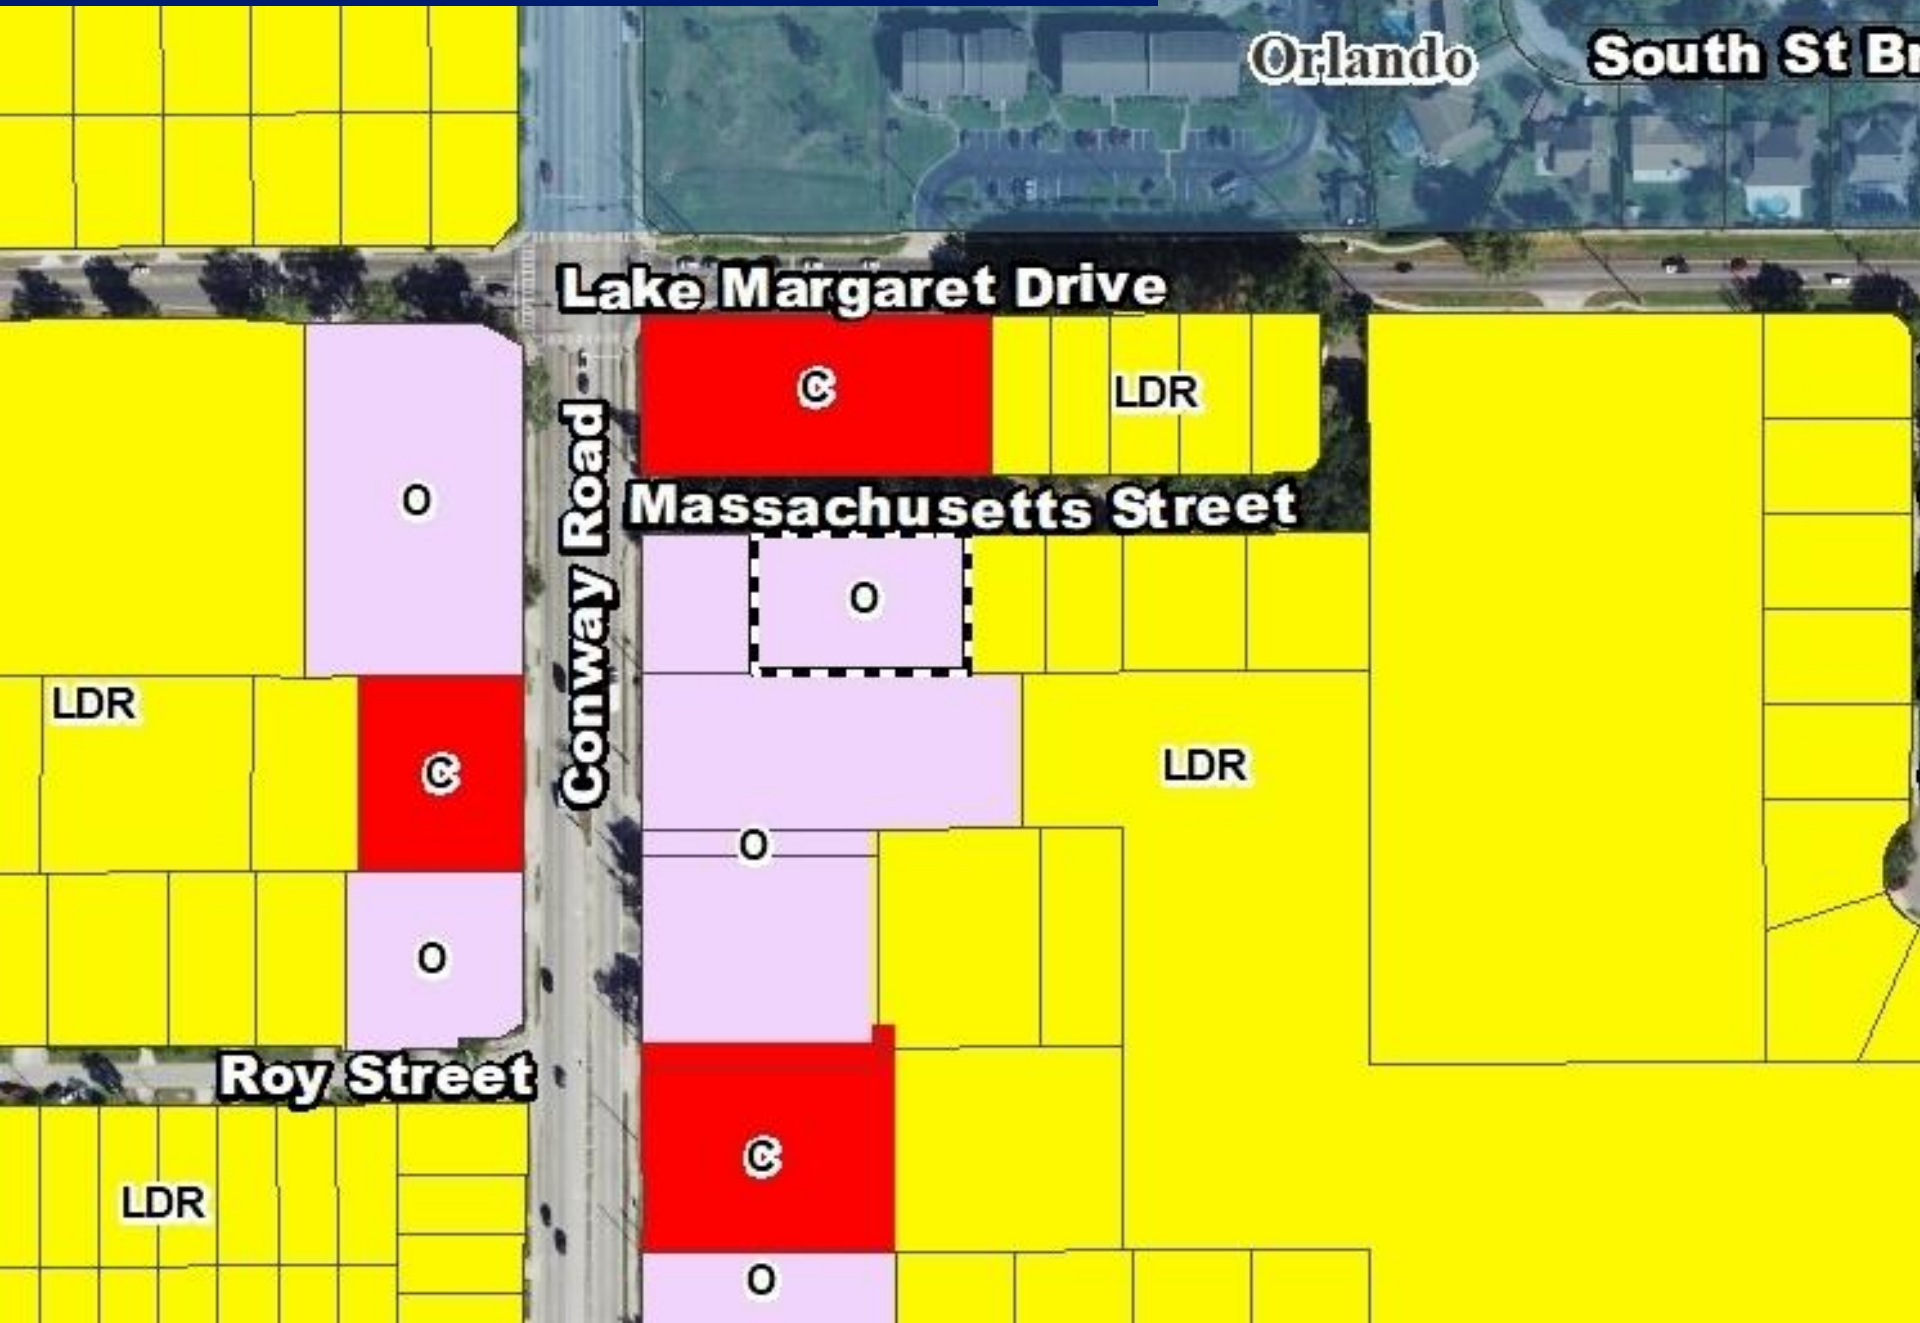 Orlando
South St Br
Lake Margaret Drive
C
LDR
O
Conway Road
Massachusetts Street
O
LDR
C
LDR
O
O
Roy Street
C
LDR
O